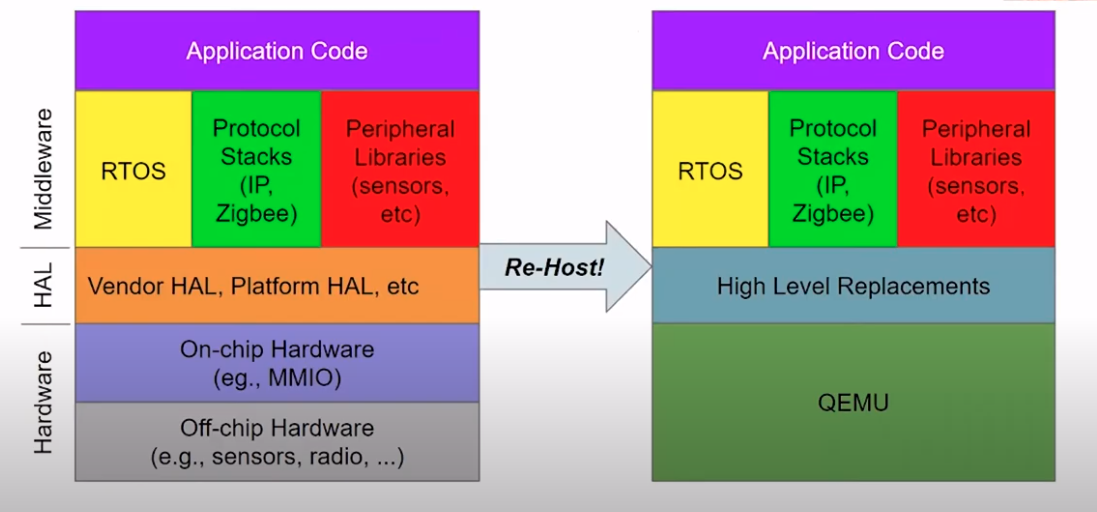 Application Code
Middleware
RTOS
Protocol
Stacks
(IP,
Zigbee)
Peripheral
Libraries
(sensors,
etc)
HAL
Vendor HAL, Platform HAL, etc
Hardware
On-chip Hardware
(eg., MMIO)
Off-chip Hardware
(e.g., sensors, radio, ...)
Re-Host!
Application Code
RTOS
Protocol
Stacks
(IP,
Zigbee)
Peripheral
Libraries
(sensors,
etc)
High Level Replacements
QEMU